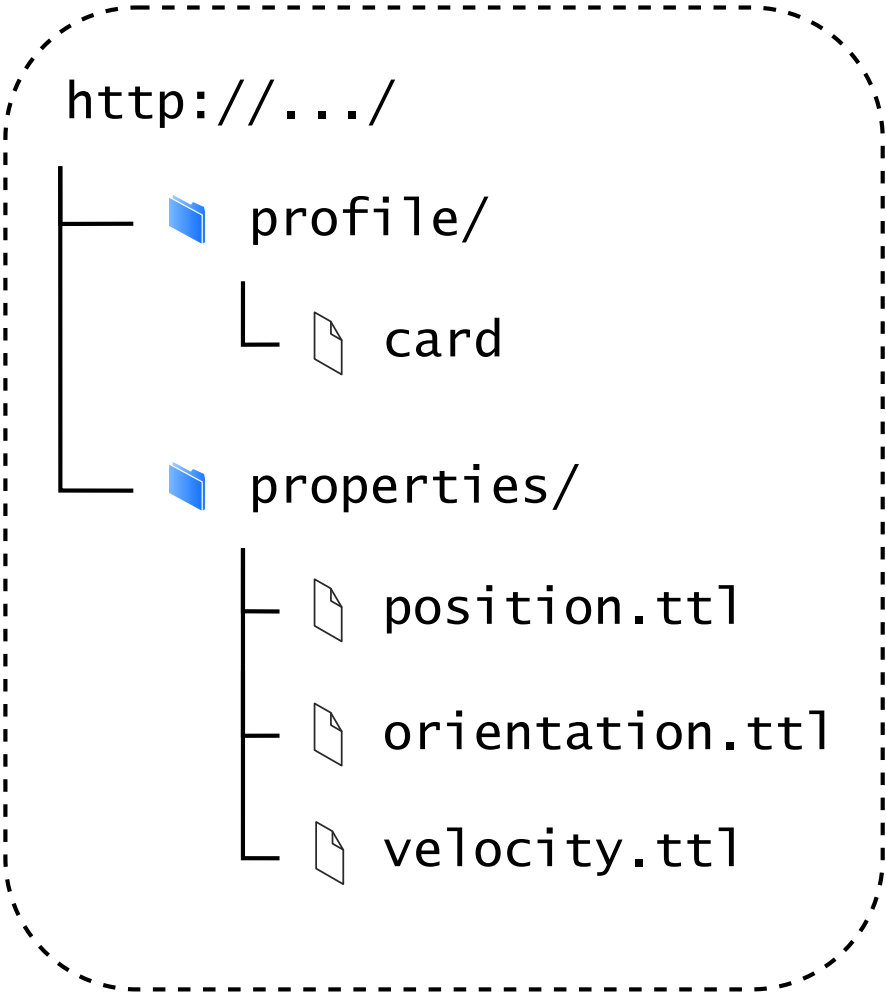 http://.../
profile/
card
properties/
position.ttl
orientation.ttl
velocity.ttl